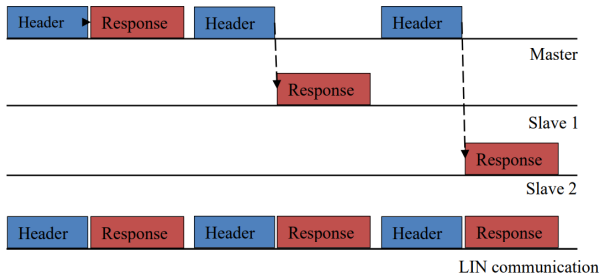 Header Response Header Header
Master
Response
Slave 1
Response
Slave 2
Header Response Header Response Header Response
LIN communication